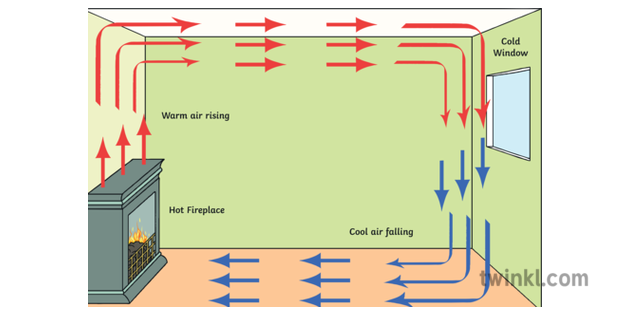 Cold
Window
Warm air rising
Hot Fireplace
Cool air falling
twinkl.com